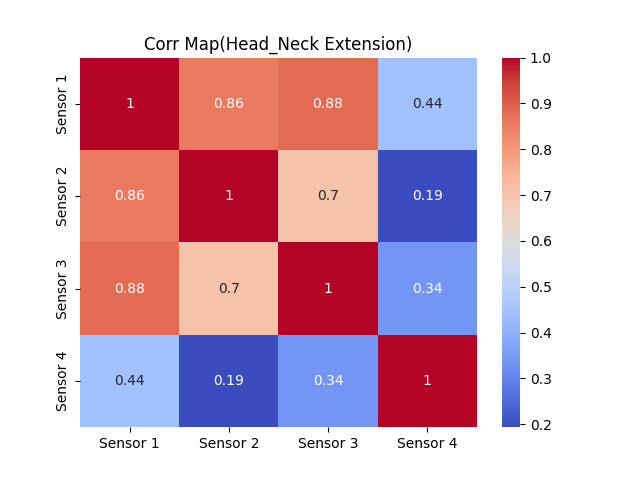 Corr Map(Head_Neck Extension)
Sensor 1
1
0.86
0.88
0.44
Sensor 2
0.86
1
0.7
0.19
Sensor 3
0.88
0.7
1
0.34
Sensor 4
0.44
0.19
0.34
1
Sensor 1
Sensor 2
Sensor 3
Sensor 4
1.0
0.9
0.8
0.7
0.6
0.5
0.4
0.3
0.2